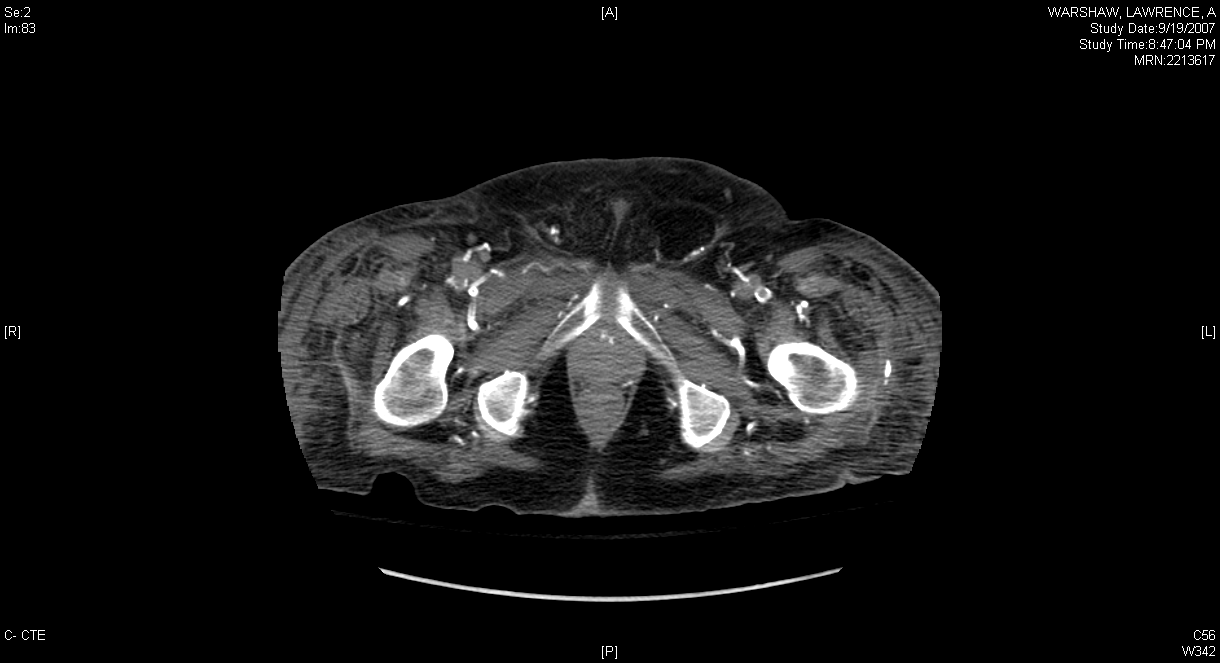 Se:2
Im:83
[A]
WARSHAW, LAWRENCE, A
Study Date:9/19/2007
Study Time:8:47:04 PM
MRN:2213617
[R]
[L]
C- CTE
[P]
C56
W342